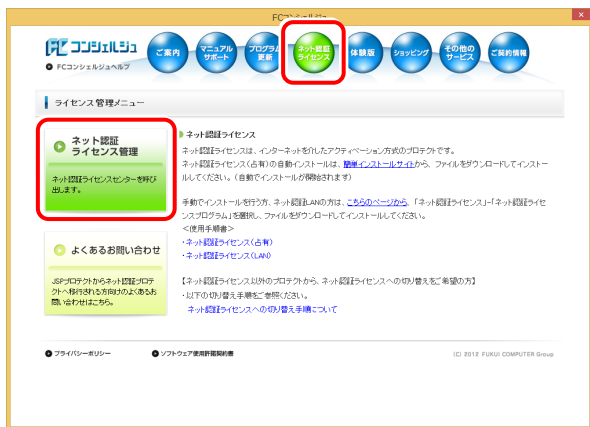 FCコンシェルジュ
FCコンシェルジュ
FCコンシェルジュヘルプ
ご案内
マニュアル
サポート
プログラム
更新
ネット認証
ライセンス
体験版
ショッピング
その他の
サービス
ご契約情報
ライセンス管理メニュー
ネット認証
ライセンス管理
ネット認証ライセンスセンターを呼び
出します。
よくあるお問い合わせ
JSPプロテクトからネット認証プロテ
クトへ移行される方向けのよくあるお
問い合わせはこちら。
ネット認証ライセンス
ネット認証ライセンスは、インターネットを介したアクティベーション方式のプロテクトです。
ネット認証ライセンス(占有)の自動インストールは、簡単インストールサイトから、ファイルをダウンロードしてインストー
ルしてください。(自動でインストールが開始されます)
手動でインストールを行う方、ネット認証LANの方は、こちらのページから、「ネット認証ライセンス」-「ネット認証ライセ
ンスプログラム」を選択し、ファイルをダウンロードしてインストールしてください。
<使用手順書>
・ネット認証ライセンス(占有)
・ネット認証ライセンス(LAN)
【ネット認証ライセンス以外のプロテクトから、ネット認証ライセンスへの切り替えをご希望の方】
・以下の切り替え手順をご参照ください。
ネット認証ライセンスへの切り替え手順について
プライバシーポリシー
ソフトウェア使用許諾契約書
(C) 2012 FUKUI COMPUTER Group